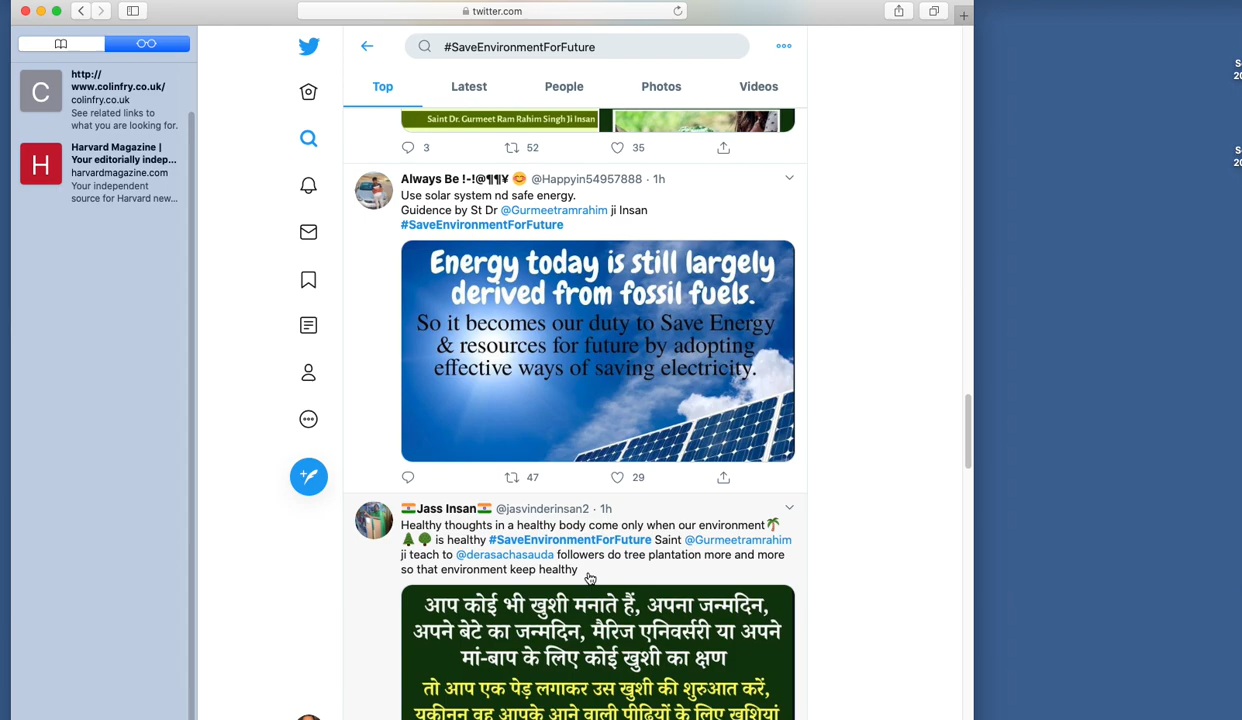 twitter.com
http://
www.colinfry.co.uk/
colinfry.co.uk
See related links to
what you are looking for.
C
Harvard Magazine |
Your editorially indep...
harvardmagazine.com
Your independent
source for Harvard new...
H
#SaveEnvironmentForFuture
Top Latest People Photos Videos
Saint Dr. Gurmeet Ram Rahim Singh Ji Insan
3 52 35
Always Be !-!@¶¶¥ 😊 @Happyin54957888 · 1h
Use solar system nd safe energy.
Guidence by St Dr @Gurmeetramrahim ji Insan
#SaveEnvironmentForFuture
Energy today is still largely
derived from fossil fuels.
So it becomes our duty to Save Energy
& resources for future by adopting
effective ways of saving electricity.
47 29
🇮🇳Jass Insan🇮🇳 @jasvinderinsan2 · 1h
Healthy thoughts in a healthy body come only when our environment🌴
🌲🌳 is healthy #SaveEnvironmentForFuture Saint @Gurmeetramrahim
ji teach to @derasachasauda followers do tree plantation more and more
so that environment keep healthy
आप कोई भी खुशी मनाते हैं, अपना जन्मदिन,
अपने बेटे का जन्मदिन, मैरिज एनिवर्सरी या अपने
मां-बाप के लिए कोई खुशी का क्षण
तो आप एक पेड़ लगाकर उस खुशी की शुरुआत करें,
यकीनन वह आपके आने वाली पीढ़ियों के लिए खुशियां